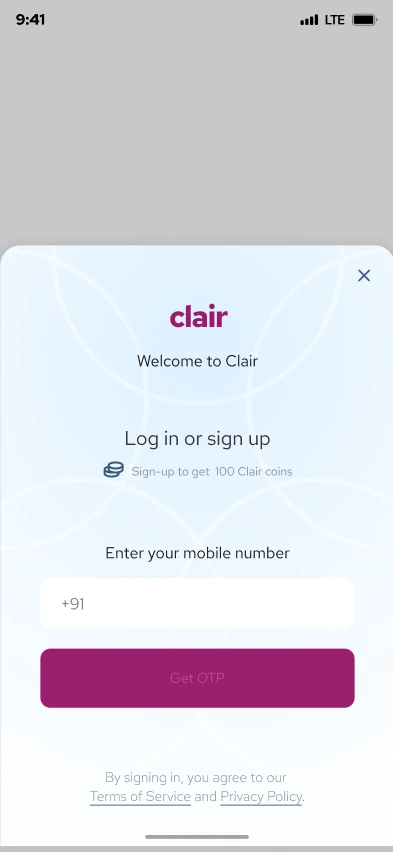 9:41 LTE
clair
Welcome to Clair
Log in or sign up
Sign-up to get 100 Clair coins
Enter your mobile number
+91
Get OTP
By signing in, you agree to our
Terms of Service and Privacy Policy.